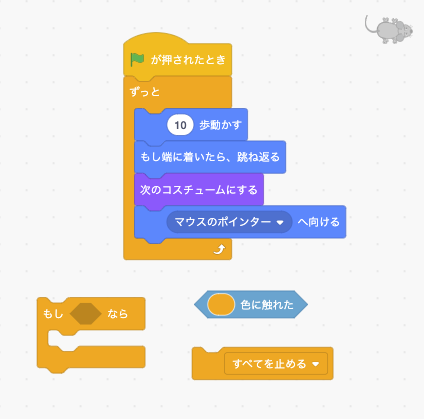 が押されたとき
ずっと
10 歩動かす
もし端に着いたら、跳ね返る
次のコスチュームにする
マウスのポインター へ向ける
もし なら
色に触れた
すべてを止める